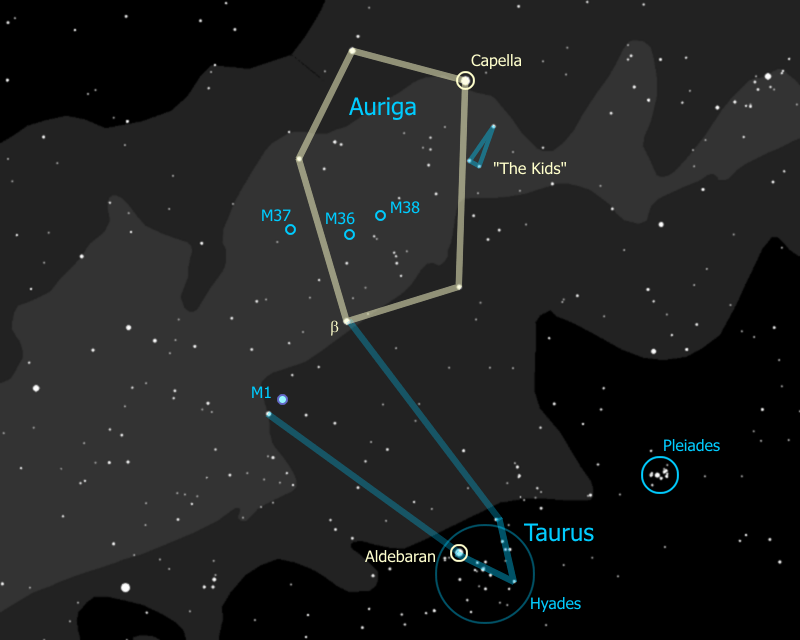 Capella
Auriga
"The Kids"
M38
M37
M36
β
M1
Pleiades
Taurus
Aldebaran
Hyades